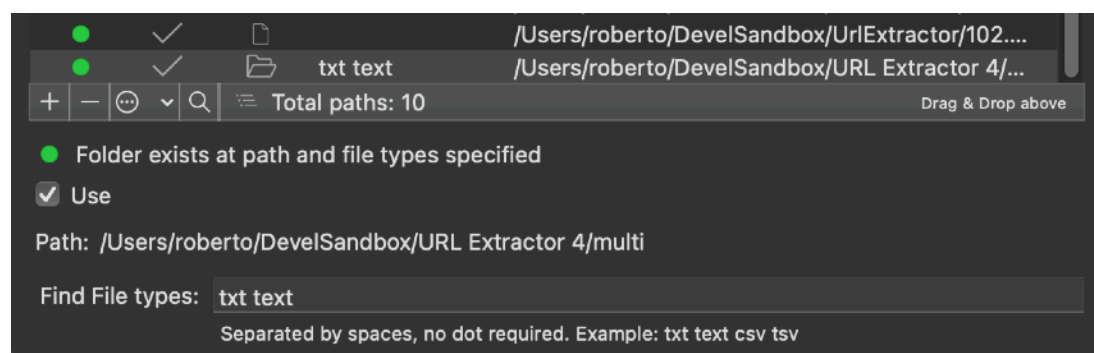 /Users/roberto/DevelSandbox/UrlExtractor/102....
txt text /Users/roberto/DevelSandbox/URL Extractor 4/...
Total paths: 10 Drag & Drop above
Folder exists at path and file types specified
Use
Path: /Users/roberto/DevelSandbox/URL Extractor 4/multi
Find File types: txt text
Separated by spaces, no dot required. Example: txt text csv tsv